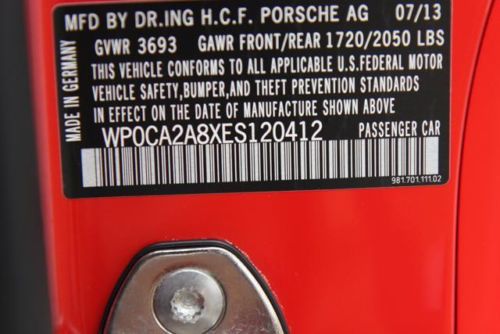 MFD BY DR.ING H.C.F. PORSCHE AG 07/13
GVWR 3693 GAWR FRONT/REAR 1720/2050 LBS
THIS VEHICLE CONFORMS TO ALL APPLICABLE U.S.FEDERAL MOTOR
VEHICLE SAFETY,BUMPER,AND THEFT PREVENTION STANDARDS
IN EFFECT ON THE DATE OF MANUFACTURE SHOWN ABOVE
WP0CA2A8XES120412 PASSENGER CAR
981.701.111.02
MADE IN GERMANY